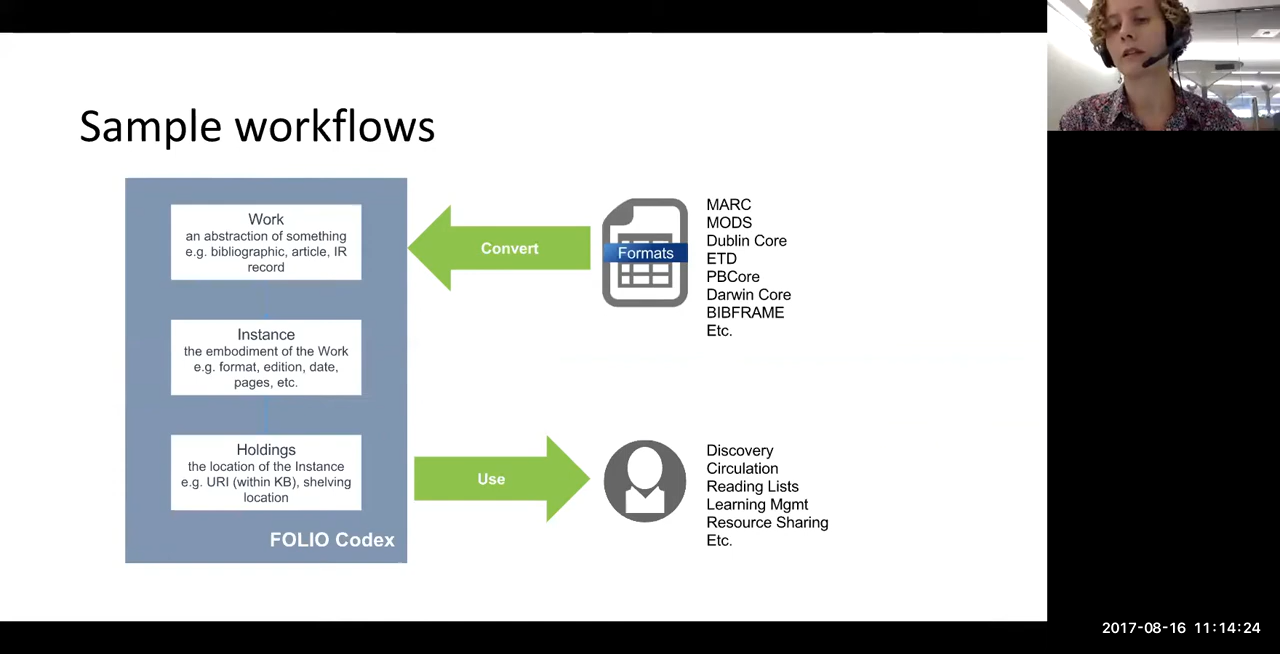 Sample workflows
Work
an abstraction of something
e.g. bibliographic, article, IR
record
Instance
the embodiment of the Work
e.g. format, edition, date,
pages, etc.
Holdings
the location of the Instance
e.g. URI (within KB), shelving
location
FOLIO Codex
Convert
Formats
MARC
MODS
Dublin Core
ETD
PBCore
Darwin Core
BIBFRAME
Etc.
Use
Discovery
Circulation
Reading Lists
Learning Mgmt
Resource Sharing
Etc.
2017-08-16 11:14:24